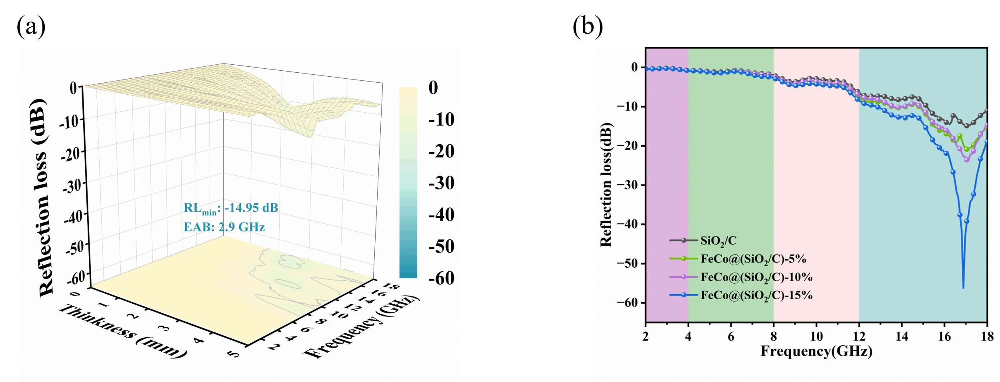 (a)
0
-10
-20
-30
-40
-50
-60
Reflection loss (dB)
RLmin: -14.95 dB
EAB: 2.9 GHz
0
1
2
3
4
5
Thinkness (mm)
2
4
6
8
10
12
14
16
18
Frequency (GHz)
0
-10
-20
-30
-40
-50
-60
(b)
0
−10
−20
−30
−40
−50
−60
Reflection loss(dB)
SiO2/C
FeCo@(SiO2/C)-5%
FeCo@(SiO2/C)-10%
FeCo@(SiO2/C)-15%
2 4 6 8 10 12 14 16 18
Frequency(GHz)